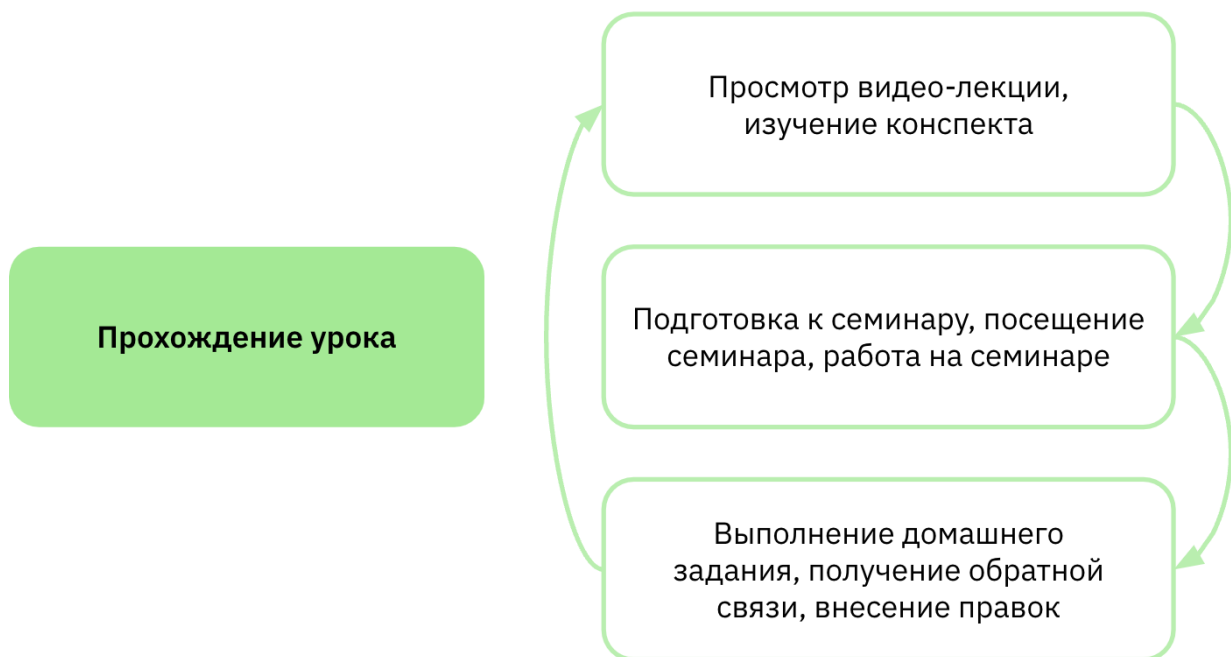 Просмотр видео-лекции,
изучение конспекта
Прохождение урока
Подготовка к семинару, посещение
семинара, работа на семинаре
Выполнение домашнего
задания, получение обратной
связи, внесение правок